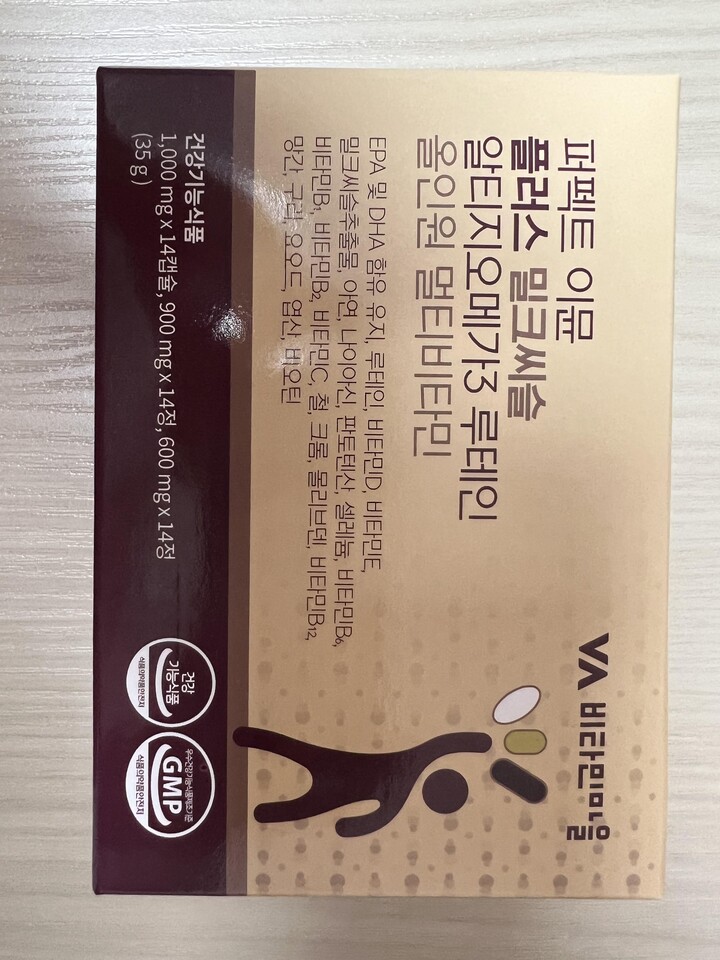 VA 비타민마을
퍼펙트 이뮨
플러스 밀크씨슬
알티지오메가3 루테인
올인원 멀티비타민
EPA 및 DHA 함유 유지, 루테인, 비타민D, 비타민E,
밀크씨슬추출물, 아연, 나이아신, 판토텐산, 셀레늄, 비타민B₆,
비타민B₁, 비타민B₂, 비타민C, 철, 크롬, 몰리브덴, 비타민B₁₂,
망간, 구리, 요오드, 엽산, 비오틴
건강기능식품
1,000 mg x 14캡슐, 900 mg x 14정, 600 mg x 14정
(35 g)
건강
기능식품
식품의약품안전처
우수건강기능식품제조기준
GMP
식품의약품안전처